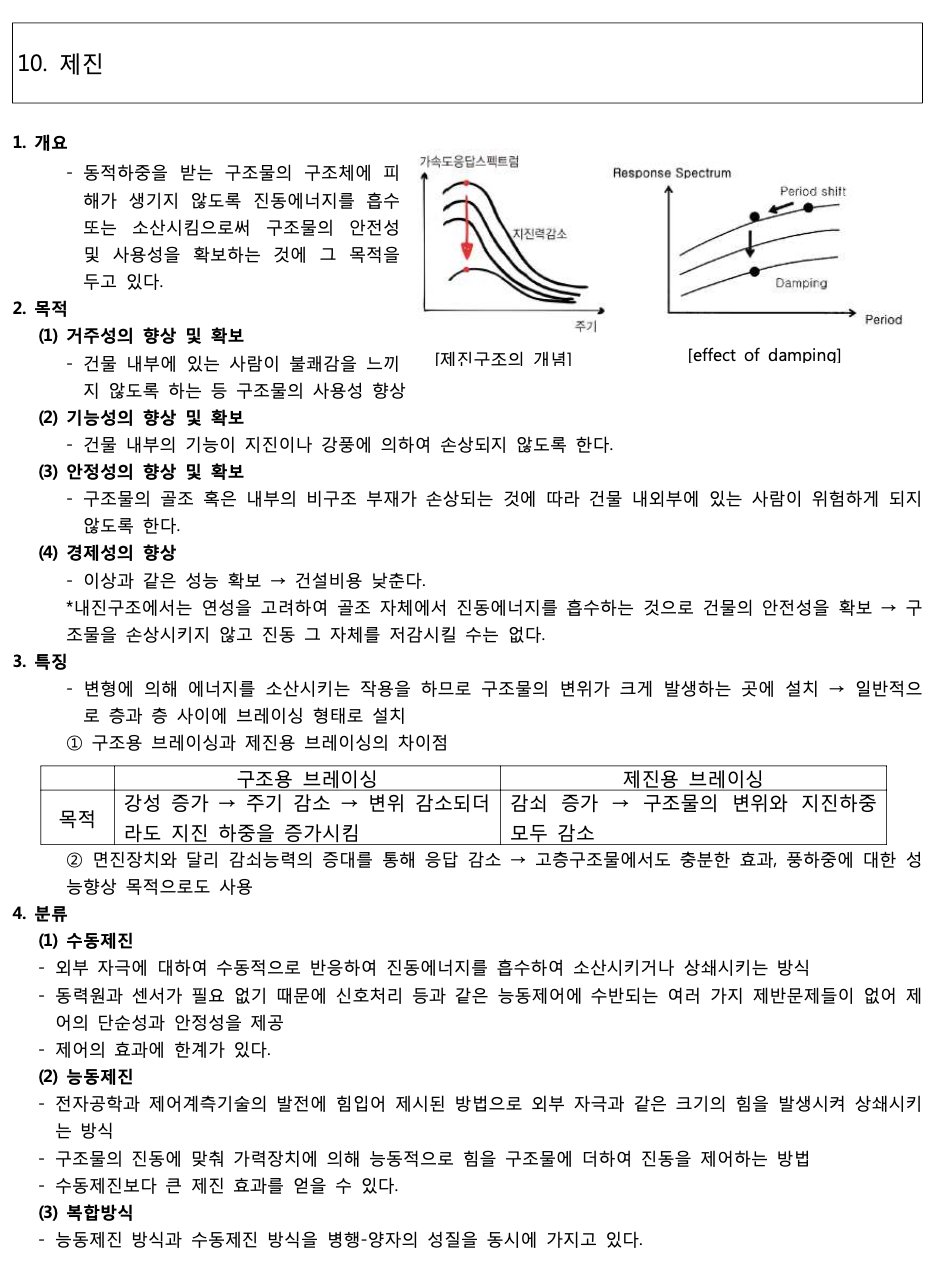 10. 제진
1. 개요
- 동적하중을 받는 구조물의 구조체에 피
해가 생기지 않도록 진동에너지를 흡수
또는 소산시킴으로써 구조물의 안전성
및 사용성을 확보하는 것에 그 목적을
두고 있다.
가속도응답스펙트럼
지진력감소
주기
[제진구조의 개념]
Response Spectrum
Period shift
Damping
Period
[effect of damping]
2. 목적
(1) 거주성의 향상 및 확보
- 건물 내부에 있는 사람이 불쾌감을 느끼
지 않도록 하는 등 구조물의 사용성 향상
(2) 기능성의 향상 및 확보
- 건물 내부의 기능이 지진이나 강풍에 의하여 손상되지 않도록 한다.
(3) 안정성의 향상 및 확보
- 구조물의 골조 혹은 내부의 비구조 부재가 손상되는 것에 따라 건물 내외부에 있는 사람이 위험하게 되지
않도록 한다.
(4) 경제성의 향상
- 이상과 같은 성능 확보 → 건설비용 낮춘다.
*내진구조에서는 연성을 고려하여 골조 자체에서 진동에너지를 흡수하는 것으로 건물의 안전성을 확보 → 구
조물을 손상시키지 않고 진동 그 자체를 저감시킬 수는 없다.
3. 특징
- 변형에 의해 에너지를 소산시키는 작용을 하므로 구조물의 변위가 크게 발생하는 곳에 설치 → 일반적으
로 층과 층 사이에 브레이싱 형태로 설치
① 구조용 브레이싱과 제진용 브레이싱의 차이점
구조용 브레이싱 제진용 브레이싱
목적
강성 증가 → 주기 감소 → 변위 감소되더
라도 지진 하중을 증가시킴
감쇠 증가 → 구조물의 변위와 지진하중
모두 감소
② 면진장치와 달리 감쇠능력의 증대를 통해 응답 감소 → 고층구조물에서도 충분한 효과, 풍하중에 대한 성
능향상 목적으로도 사용
4. 분류
(1) 수동제진
- 외부 자극에 대하여 수동적으로 반응하여 진동에너지를 흡수하여 소산시키거나 상쇄시키는 방식
- 동력원과 센서가 필요 없기 때문에 신호처리 등과 같은 능동제어에 수반되는 여러 가지 제반문제들이 없어 제
어의 단순성과 안정성을 제공
- 제어의 효과에 한계가 있다.
(2) 능동제진
- 전자공학과 제어계측기술의 발전에 힘입어 제시된 방법으로 외부 자극과 같은 크기의 힘을 발생시켜 상쇄시키
는 방식
- 구조물의 진동에 맞춰 가력장치에 의해 능동적으로 힘을 구조물에 더하여 진동을 제어하는 방법
- 수동제진보다 큰 제진 효과를 얻을 수 있다.
(3) 복합방식
- 능동제진 방식과 수동제진 방식을 병행-양자의 성질을 동시에 가지고 있다.